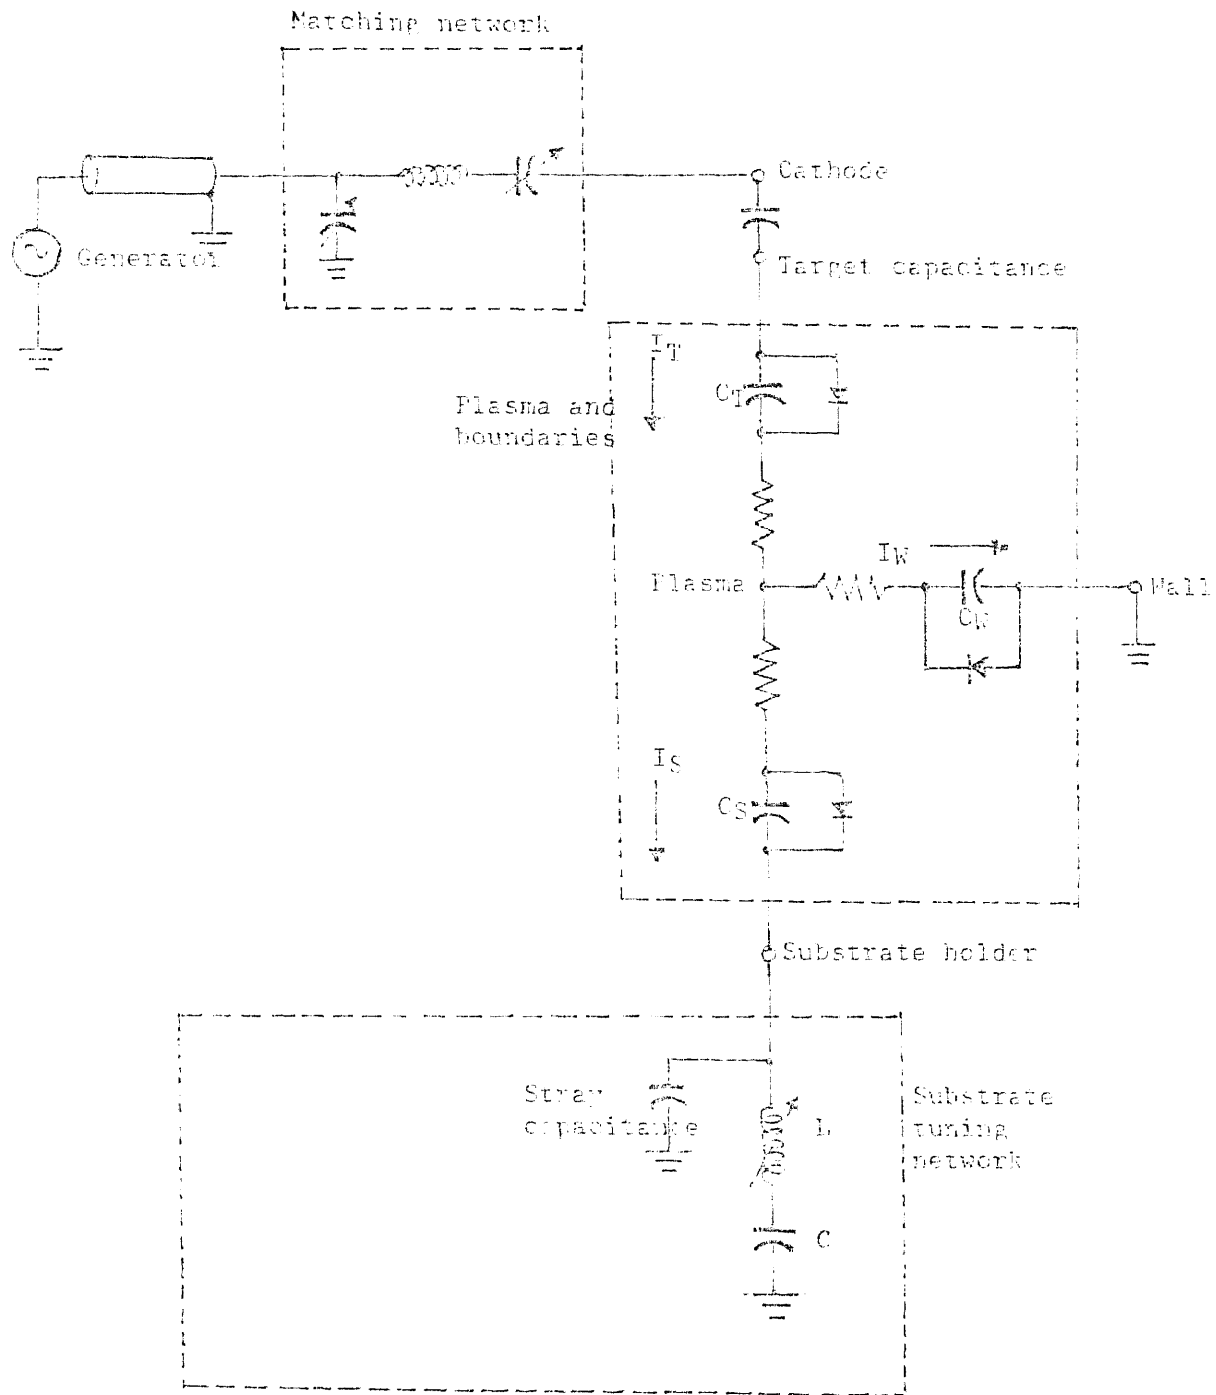 Matching network
Cathode
Generator
Target capacitance
I_T
C_T
Plasma and
boundaries
I_W
Plasma
C_W
Wall
I_S
C_S
Substrate holder
Stray
capacitance
L
Substrate
tuning
network
C